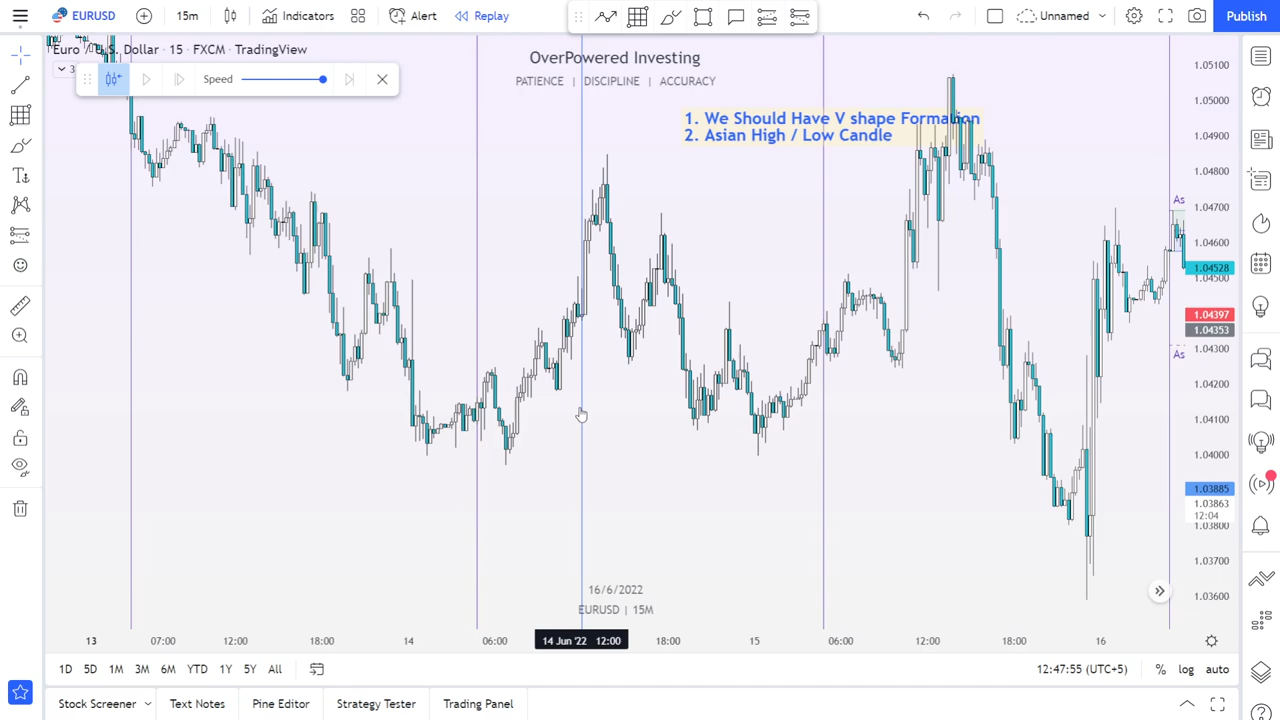 EURUSD 15m Indicators Alert Replay Unnamed Publish
Euro / U.S. Dollar · 15 · FXCM · TradingView
3
Speed
OverPowered Investing
PATIENCE | DISCIPLINE | ACCURACY
1. We Should Have V shape Formation
2. Asian High / Low Candle
1.05100
1.05000
1.04900
1.04800
As
1.04700
1.04600
1.04528
1.04500
1.04397
1.04353
1.04300
As
1.04200
1.04100
1.04000
1.03885
1.03863
12:04
1.03800
1.03700
1.03600
16/6/2022
EURUSD | 15M
13 07:00 12:00 18:00 14 06:00 14 Jun '22 12:00 18:00 15 06:00 12:00 18:00 16
1D 5D 1M 3M 6M YTD 1Y 5Y All 12:47:55 (UTC+5) % log auto
Stock Screener Text Notes Pine Editor Strategy Tester Trading Panel